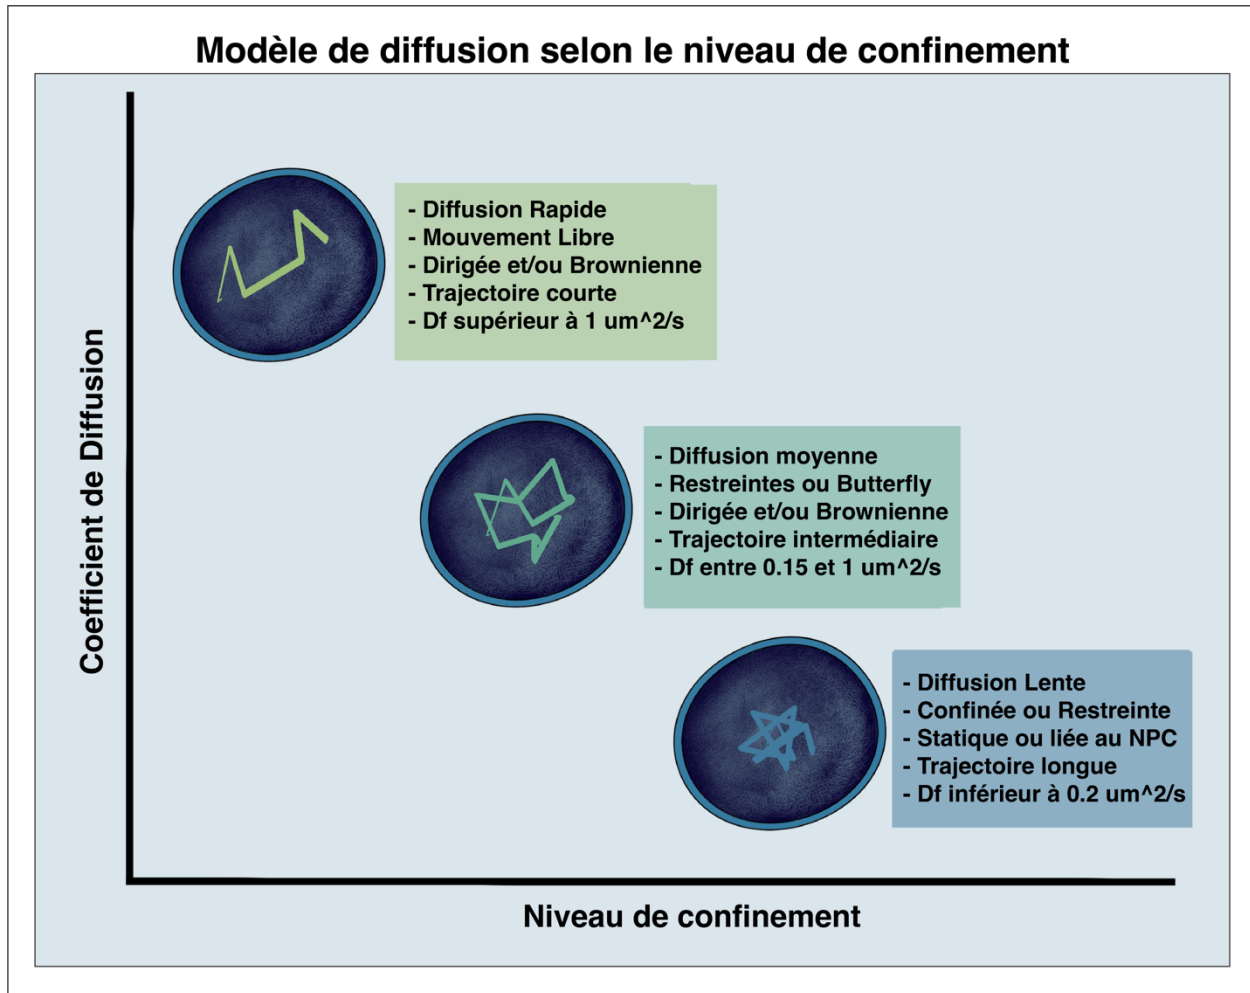 Modèle de diffusion selon le niveau de confinement
Coefficient de Diffusion
- Diffusion Rapide
- Mouvement Libre
- Dirigée et/ou Brownienne
- Trajectoire courte
- Df supérieur à 1 um^2/s
- Diffusion moyenne
- Restreintes ou Butterfly
- Dirigée et/ou Brownienne
- Trajectoire intermédiaire
- Df entre 0.15 et 1 um^2/s
- Diffusion Lente
- Confinée ou Restreinte
- Statique ou liée au NPC
- Trajectoire longue
- Df inférieur à 0.2 um^2/s
Niveau de confinement